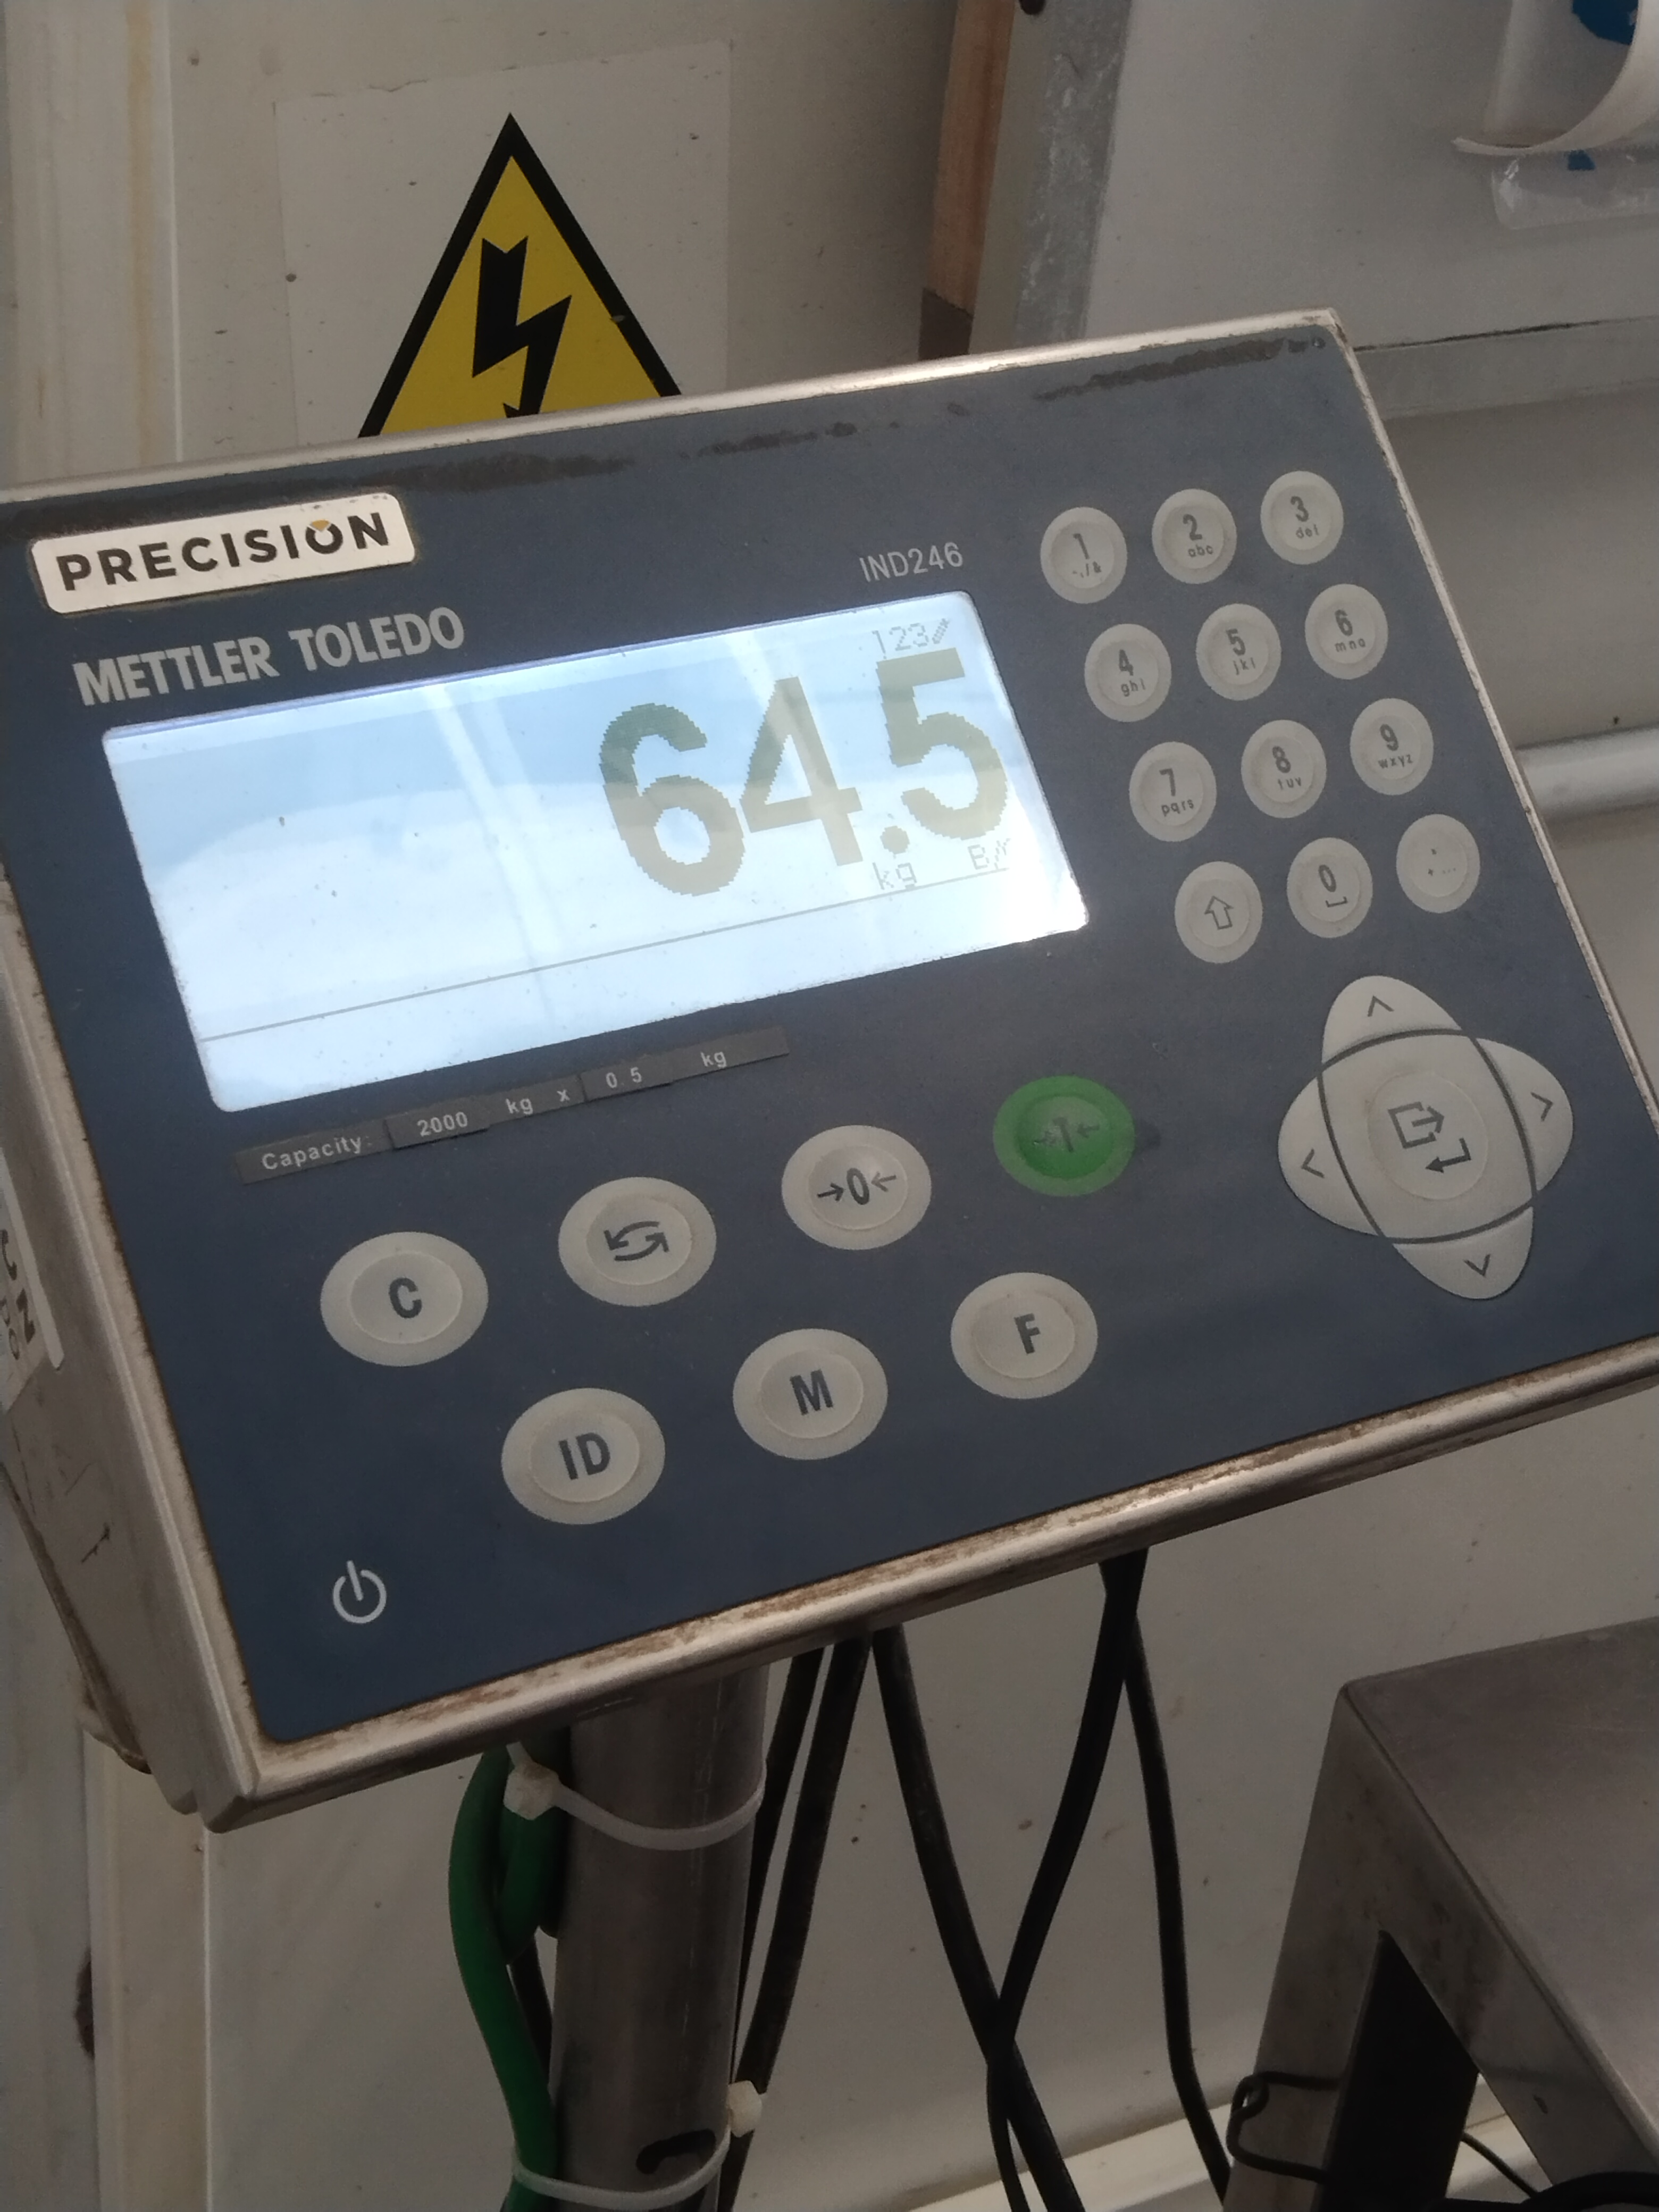 PRECISION
METTLER TOLEDO
IND246
123
64.5
kg
Capacity: 2000 kg x 0.5 kg
1
2 abc
3 def
4 ghi
5 jkl
6 mno
7 pqrs
8 tuv
9 wxyz
0
→0←
→T←
C
ID
M
F